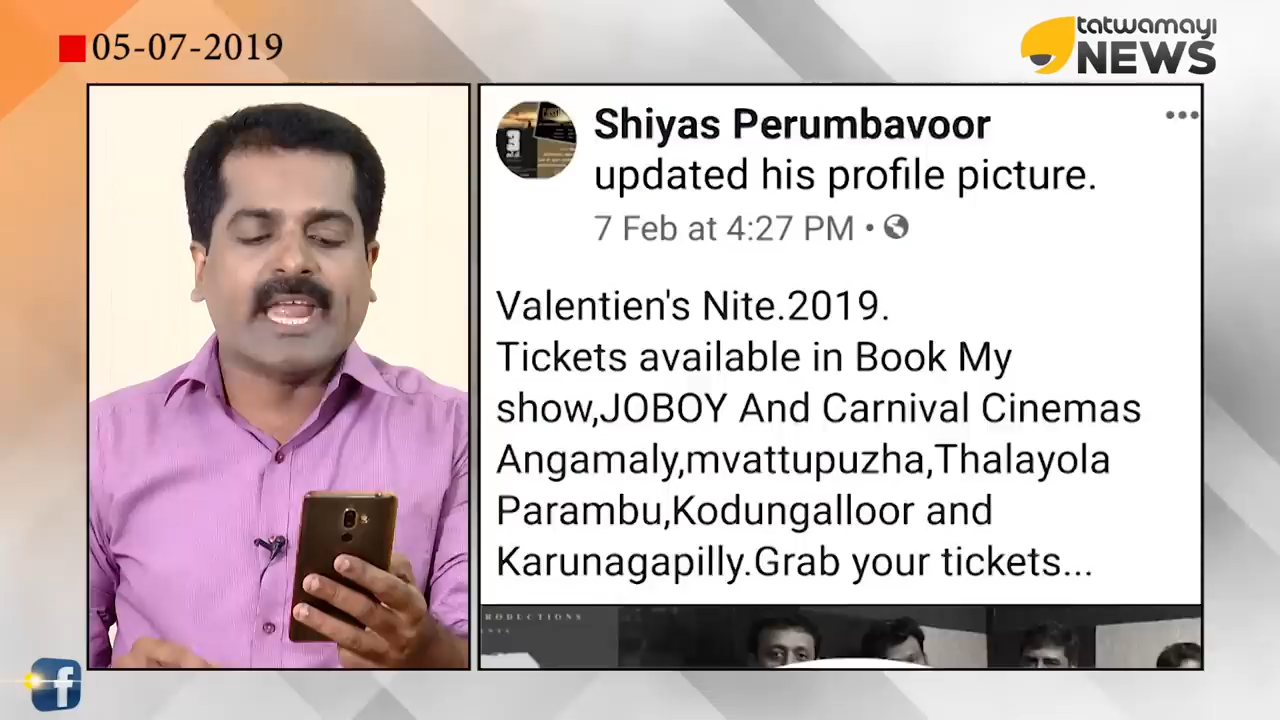 05-07-2019
tatwamayi
NEWS
Shiyas Perumbavoor
updated his profile picture.
7 Feb at 4:27 PM
Valentien's Nite.2019.
Tickets available in Book My
show,JOBOY And Carnival Cinemas
Angamaly,mvattupuzha,Thalayola
Parambu,Kodungalloor and
Karunagapilly.Grab your tickets...
f